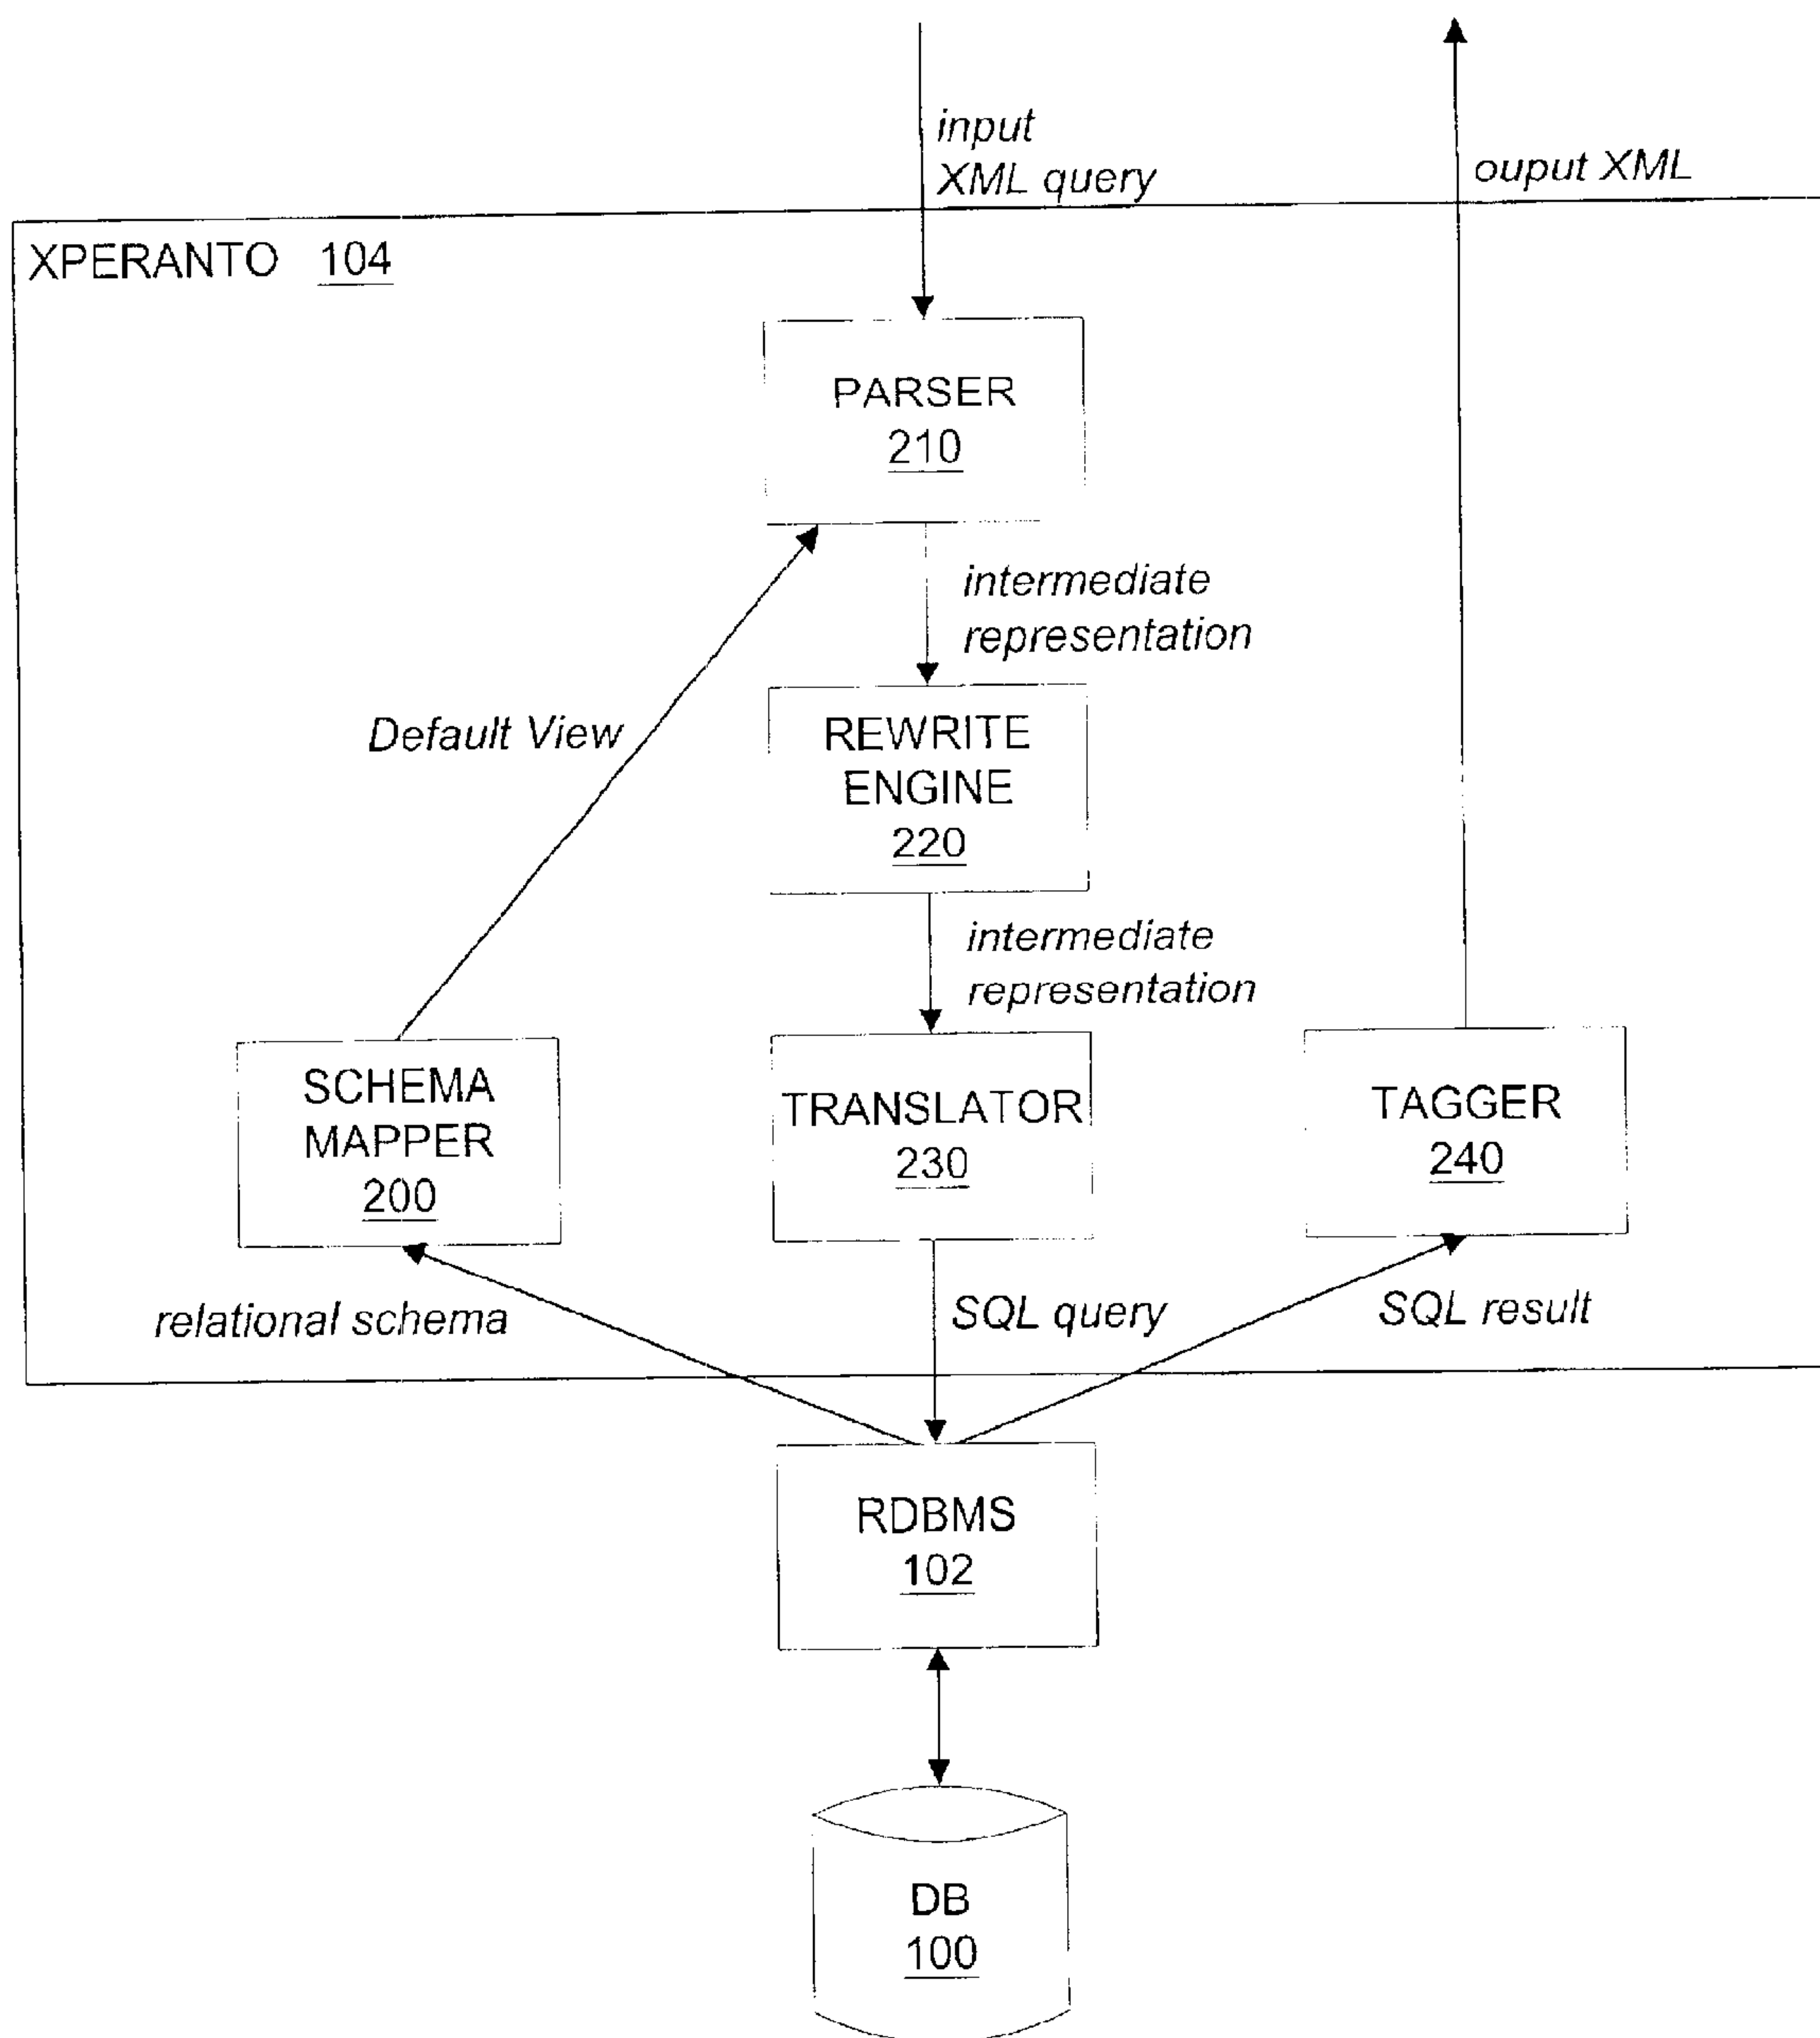 input
XML query
ouput XML
XPERANTO 104
PARSER
210
intermediate
representation
Default View
REWRITE
ENGINE
220
intermediate
representation
SCHEMA
MAPPER
200
TRANSLATOR
230
TAGGER
240
relational schema
SQL query
SQL result
RDBMS
102
DB
100